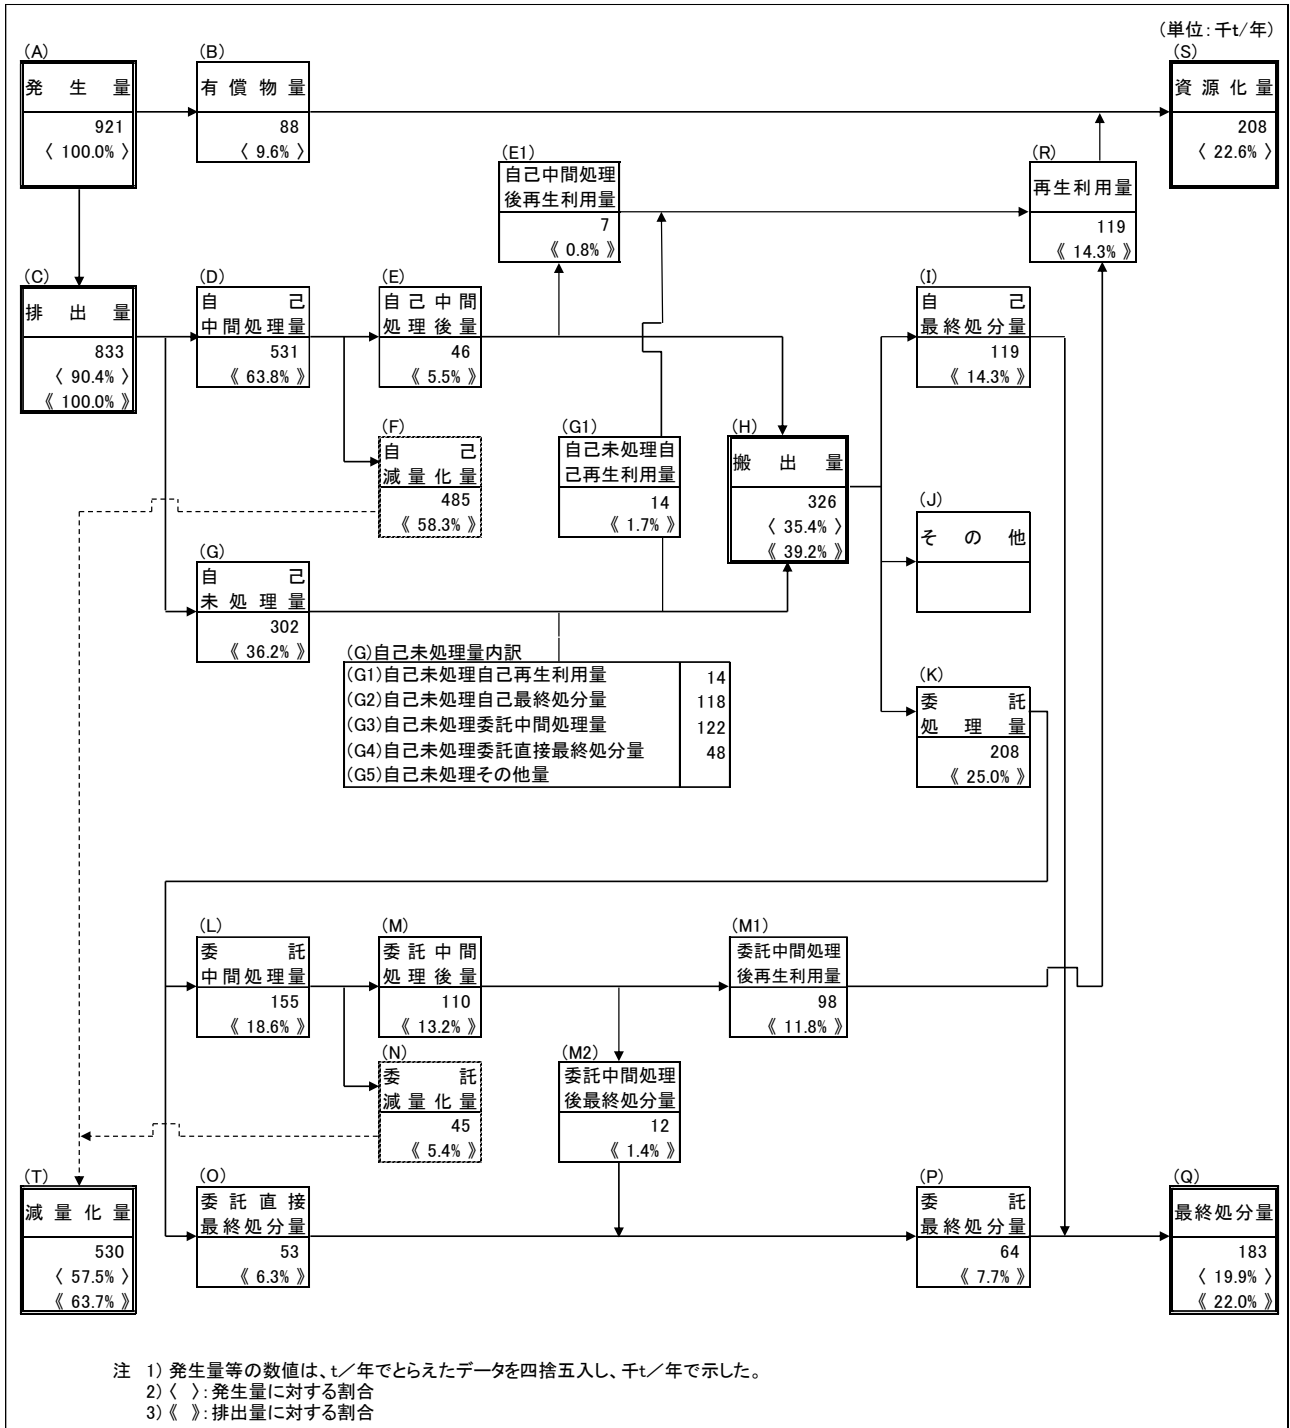 (単位:千t/年)
(A)
発生量
921
〈 100.0% 〉
(B)
有償物量
88
〈 9.6% 〉
(S)
資源化量
208
〈 22.6% 〉
(E1)
自己中間処理
後再生利用量
7
《 0.8% 》
(R)
再生利用量
119
《 14.3% 》
(C)
排出量
833
〈 90.4% 〉
《 100.0% 》
(D)
自己
中間処理量
531
《 63.8% 》
(E)
自己中間
処理後量
46
《 5.5% 》
(I)
自己
最終処分量
119
《 14.3% 》
(F)
自己
減量化量
485
《 58.3% 》
(G1)
自己未処理自
己再生利用量
14
《 1.7% 》
(H)
搬出量
326
〈 35.4% 〉
《 39.2% 》
(J)
その他
(G)
自己
未処理量
302
《 36.2% 》
(G)自己未処理量内訳
(G1)自己未処理自己再生利用量 14
(G2)自己未処理自己最終処分量 118
(G3)自己未処理委託中間処理量 122
(G4)自己未処理委託直接最終処分量 48
(G5)自己未処理その他量
(K)
委託
処理量
208
《 25.0% 》
(L)
委託
中間処理量
155
《 18.6% 》
(M)
委託中間
処理後量
110
《 13.2% 》
(M1)
委託中間処理
後再生利用量
98
《 11.8% 》
(N)
委託
減量化量
45
《 5.4% 》
(M2)
委託中間処理
後最終処分量
12
《 1.4% 》
(T)
減量化量
530
〈 57.5% 〉
《 63.7% 》
(O)
委託直接
最終処分量
53
《 6.3% 》
(P)
委託
最終処分量
64
《 7.7% 》
(Q)
最終処分量
183
〈 19.9% 〉
《 22.0% 》
注 1) 発生量等の数値は、t/年でとらえたデータを四捨五入し、千t/年で示した。
2)〈 〉:発生量に対する割合
3)《 》:排出量に対する割合